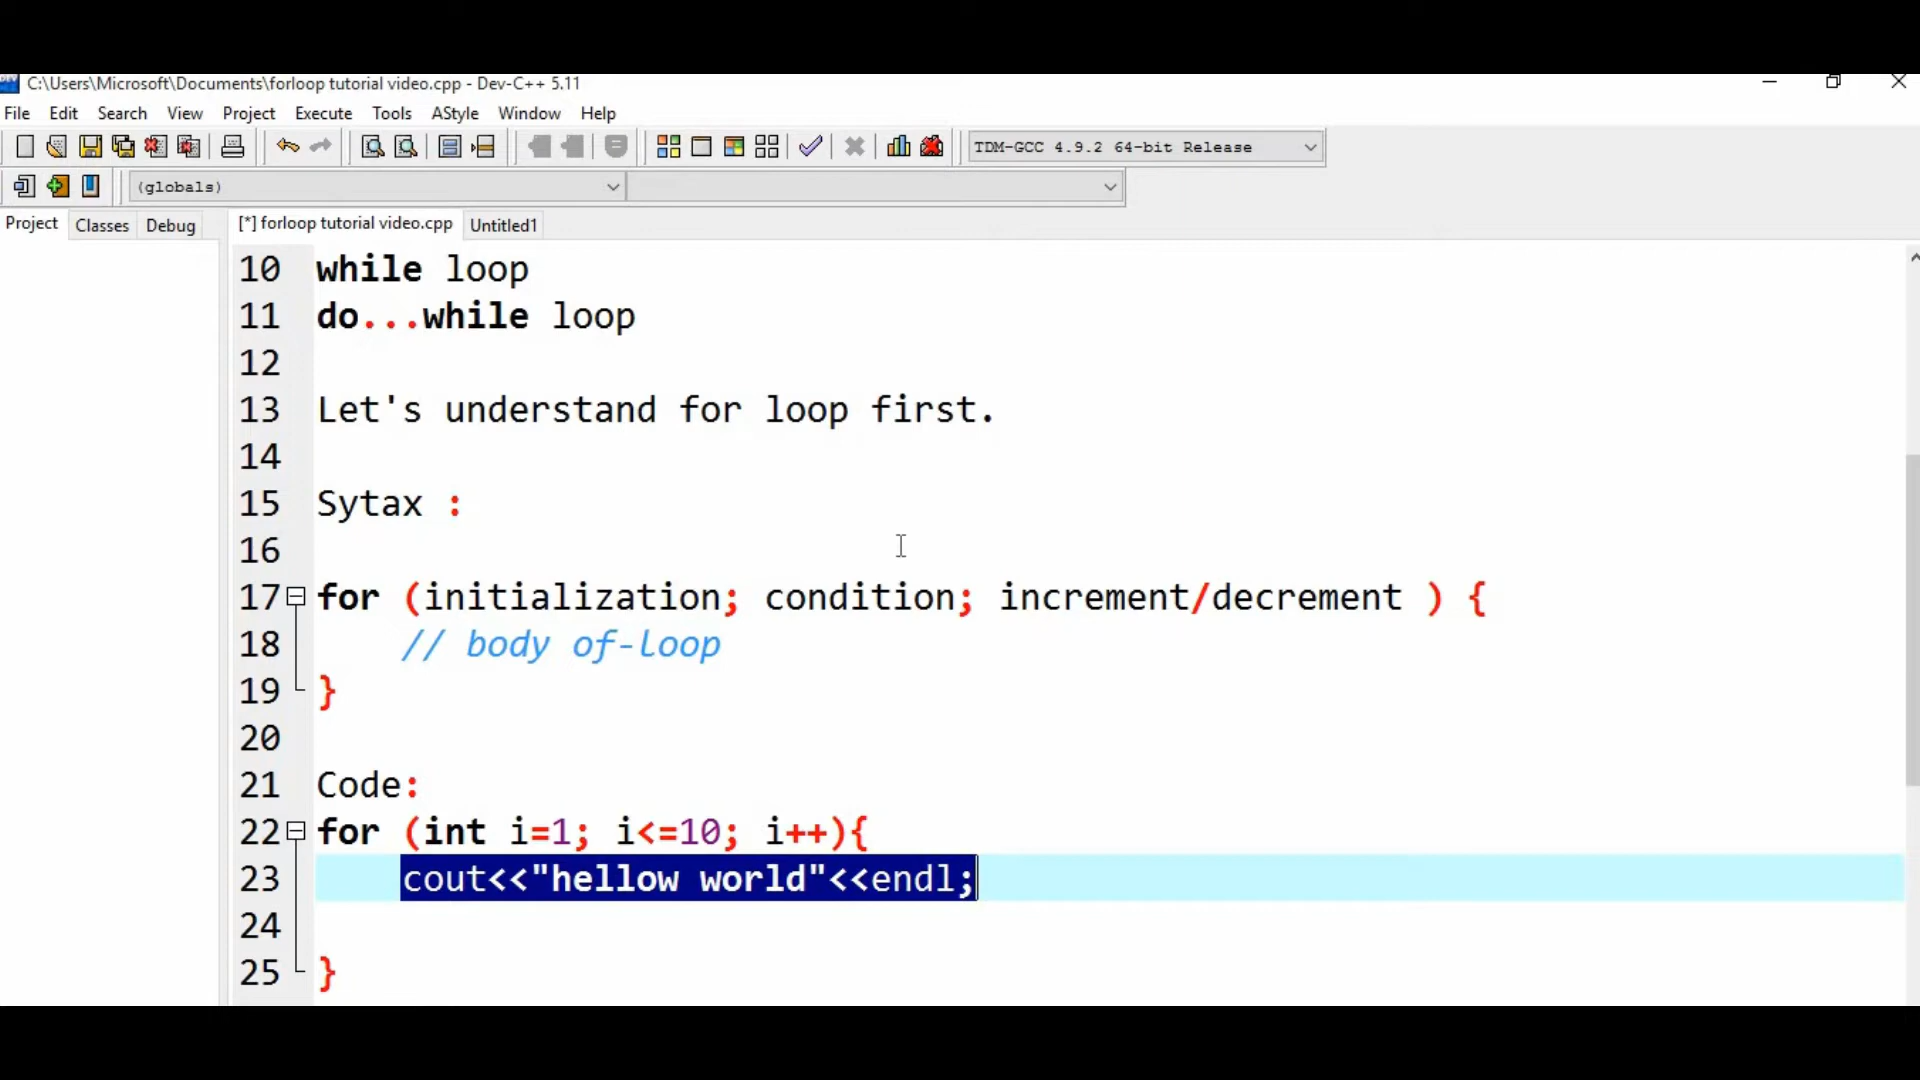 C:\Users\Microsoft\Documents\forloop tutorial video.cpp - Dev-C++ 5.11
File Edit Search View Project Execute Tools AStyle Window Help
TDM-GCC 4.9.2 64-bit Release
(globals)
Project Classes Debug [*] forloop tutorial video.cpp Untitled1
10 while loop
11 do...while loop
12
13 Let's understand for loop first.
14
15 Sytax :
16
17 for (initialization; condition; increment/decrement ) {
18 // body of-loop
19 }
20
21 Code:
22 for (int i=1; i<=10; i++){
23 cout<<"hellow world"<<endl;
24
25 }